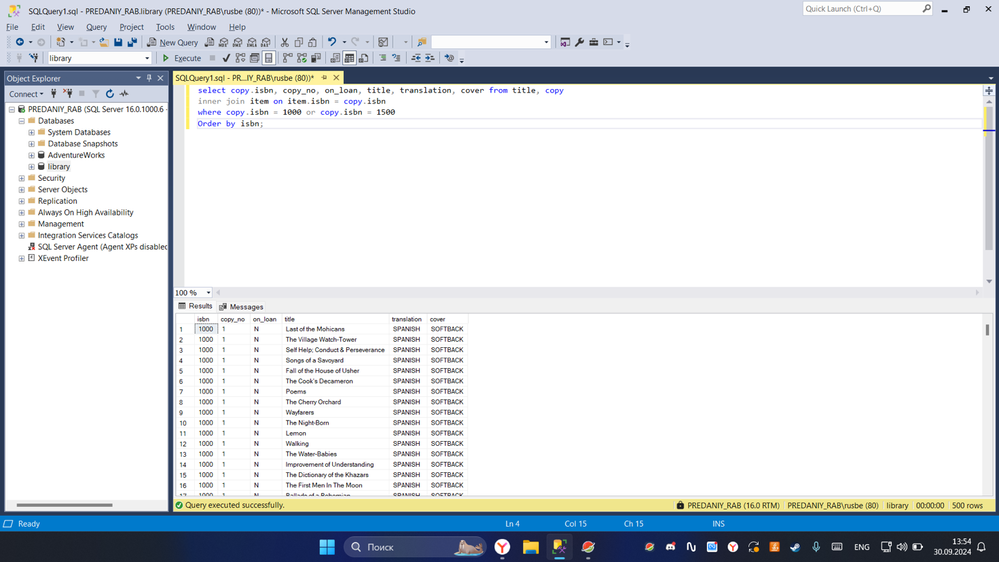 SQLQuery1.sql - PREDANIY_RAB.library (PREDANIY_RAB\rusbe (80))* - Microsoft SQL Server Management Studio
Quick Launch (Ctrl+Q)
File Edit View Query Project Tools Window Help
New Query
MDX DMX XMLA DAX
library
Execute
Object Explorer
SQLQuery1.sql - PR...IY_RAB\rusbe (80))*
Connect
PREDANIY_RAB (SQL Server 16.0.1000.6 -
Databases
System Databases
Database Snapshots
AdventureWorks
library
Security
Server Objects
Replication
Always On High Availability
Management
Integration Services Catalogs
SQL Server Agent (Agent XPs disabled
XEvent Profiler
select copy.isbn, copy_no, on_loan, title, translation, cover from title, copy
inner join item on item.isbn = copy.isbn
where copy.isbn = 1000 or copy.isbn = 1500
Order by isbn;
100 %
Results Messages
isbn copy_no on_loan title translation cover
1 1000 1 N Last of the Mohicans SPANISH SOFTBACK
2 1000 1 N The Village Watch-Tower SPANISH SOFTBACK
3 1000 1 N Self Help; Conduct & Perseverance SPANISH SOFTBACK
4 1000 1 N Songs of a Savoyard SPANISH SOFTBACK
5 1000 1 N Fall of the House of Usher SPANISH SOFTBACK
6 1000 1 N The Cook's Decameron SPANISH SOFTBACK
7 1000 1 N Poems SPANISH SOFTBACK
8 1000 1 N The Cherry Orchard SPANISH SOFTBACK
9 1000 1 N Wayfarers SPANISH SOFTBACK
10 1000 1 N The Night-Born SPANISH SOFTBACK
11 1000 1 N Lemon SPANISH SOFTBACK
12 1000 1 N Walking SPANISH SOFTBACK
13 1000 1 N The Water-Babies SPANISH SOFTBACK
14 1000 1 N Improvement of Understanding SPANISH SOFTBACK
15 1000 1 N The Dictionary of the Khazars SPANISH SOFTBACK
16 1000 1 N The First Men In The Moon SPANISH SOFTBACK
17 1000 1 N Ballads of a Bohemian SPANISH SOFTBACK
Query executed successfully. PREDANIY_RAB (16.0 RTM) PREDANIY_RAB\rusbe (80) library 00:00:00 500 rows
Ready Ln 4 Col 15 Ch 15 INS
Поиск
ENG
13:54
30.09.2024